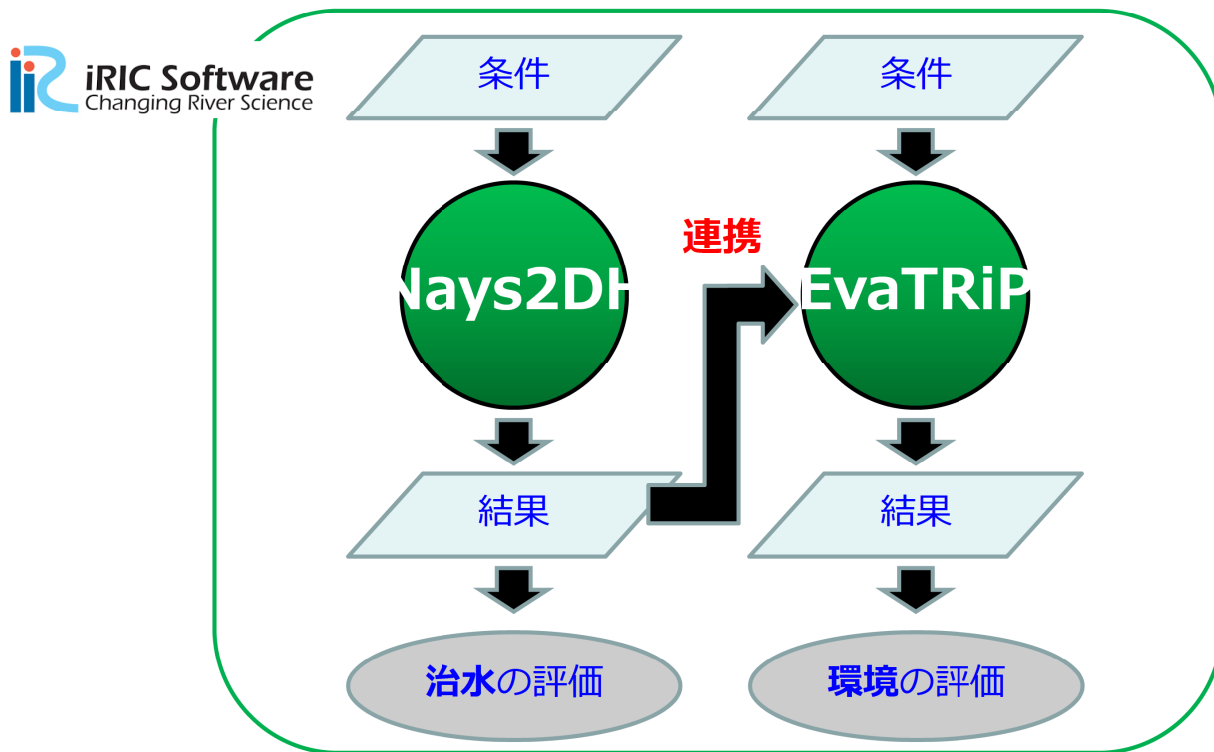 iRIC Software
Changing River Science
条件
条件
連携
Nays2DH
EvaTRiP
結果
結果
治水の評価
環境の評価